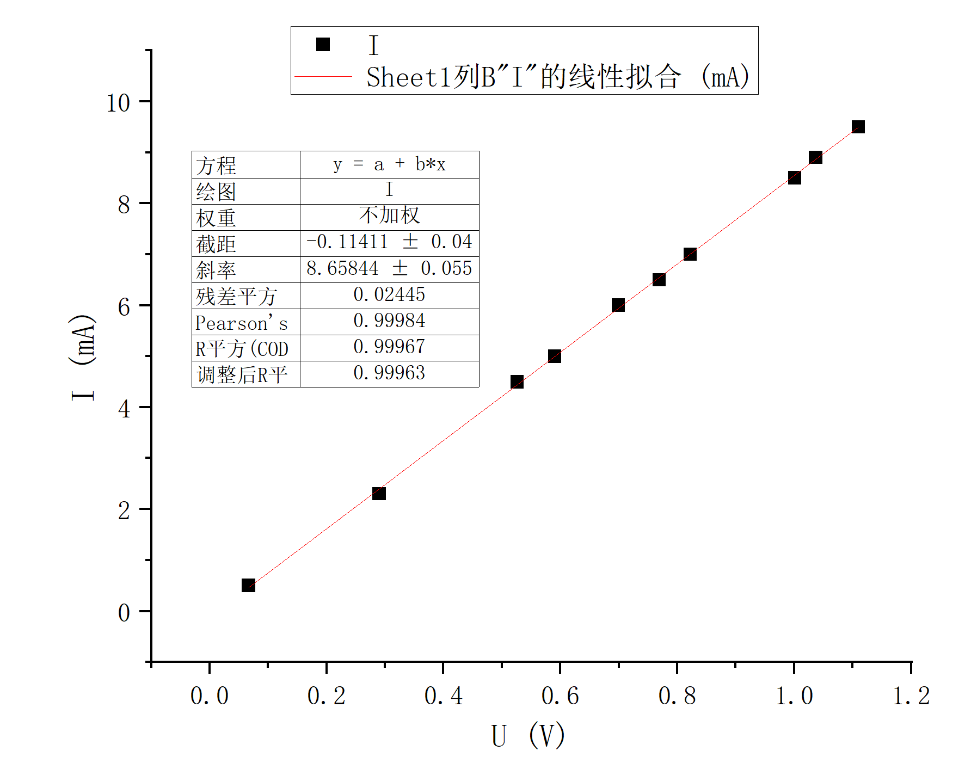 I
Sheet1列B"I"的线性拟合 (mA)
方程 y = a + b*x
绘图 I
权重 不加权
截距 -0.11411 ± 0.04
斜率 8.65844 ± 0.055
残差平方 0.02445
Pearson's 0.99984
R平方(COD 0.99967
调整后R平 0.99963
10
8
6
4
2
0
I (mA)
0.0 0.2 0.4 0.6 0.8 1.0 1.2
U (V)